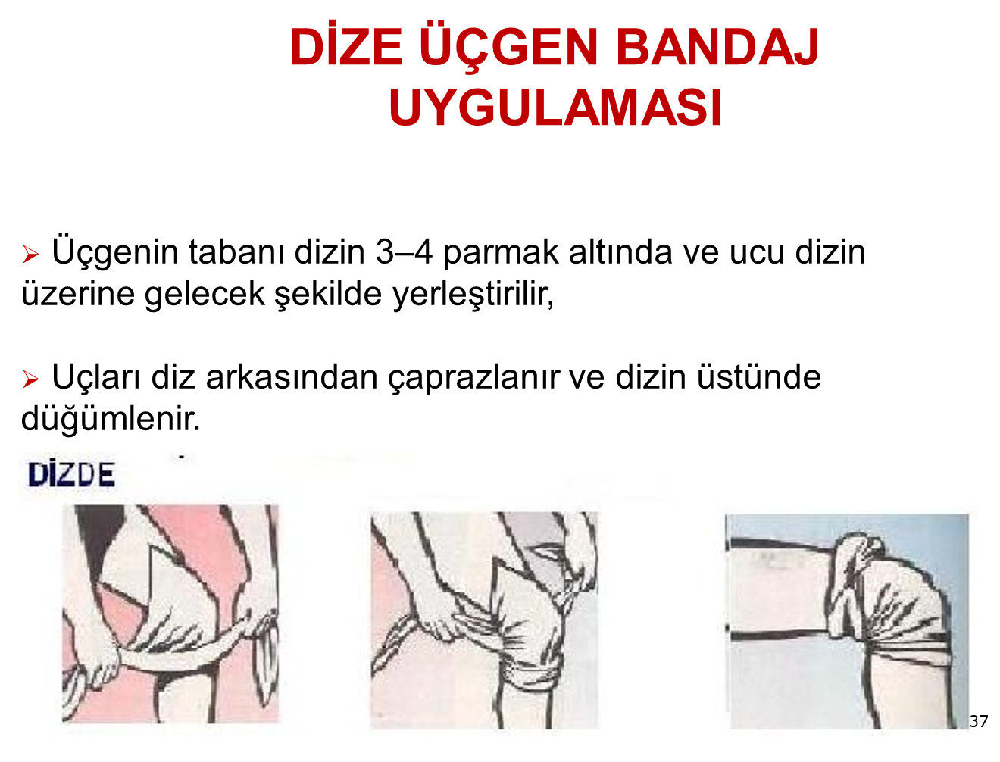 DİZE ÜÇGEN BANDAJ
UYGULAMASI
➢ Üçgenin tabanı dizin 3–4 parmak altında ve ucu dizin
üzerine gelecek şekilde yerleştirilir,
➢ Uçları diz arkasından çaprazlanır ve dizin üstünde
düğümlenir.
DİZDE
37